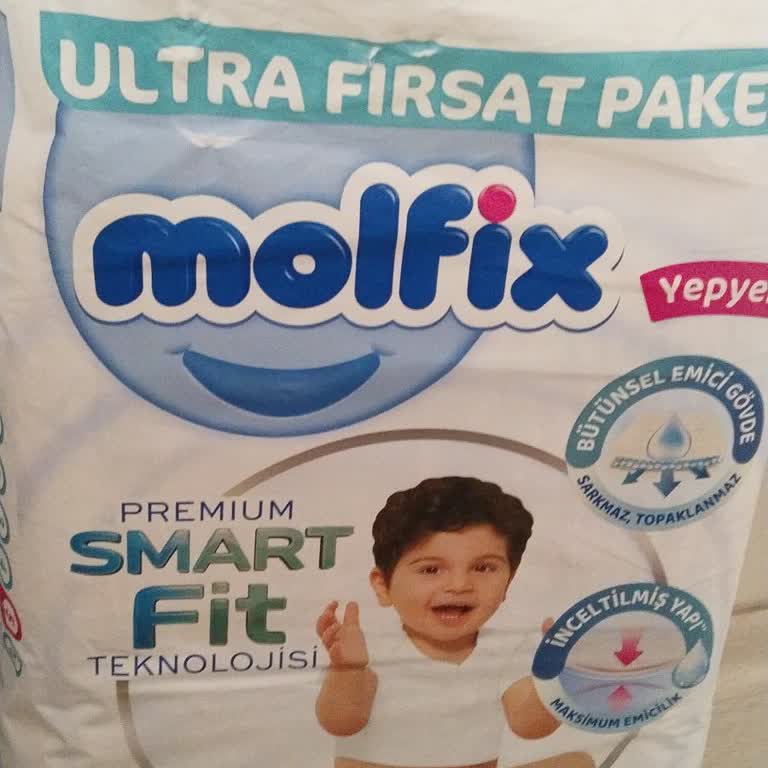 ULTRA FIRSAT PAKE
molfix
Yepye
BÜTÜNSEL EMİCİ GÖVDE
SARKMAZ, TOPAKLANMAZ
PREMIUM
SMART
Fit
TEKNOLOJİSİ
İNCELTİLMİŞ YAPI
MAKSİMUM EMİCİLİK